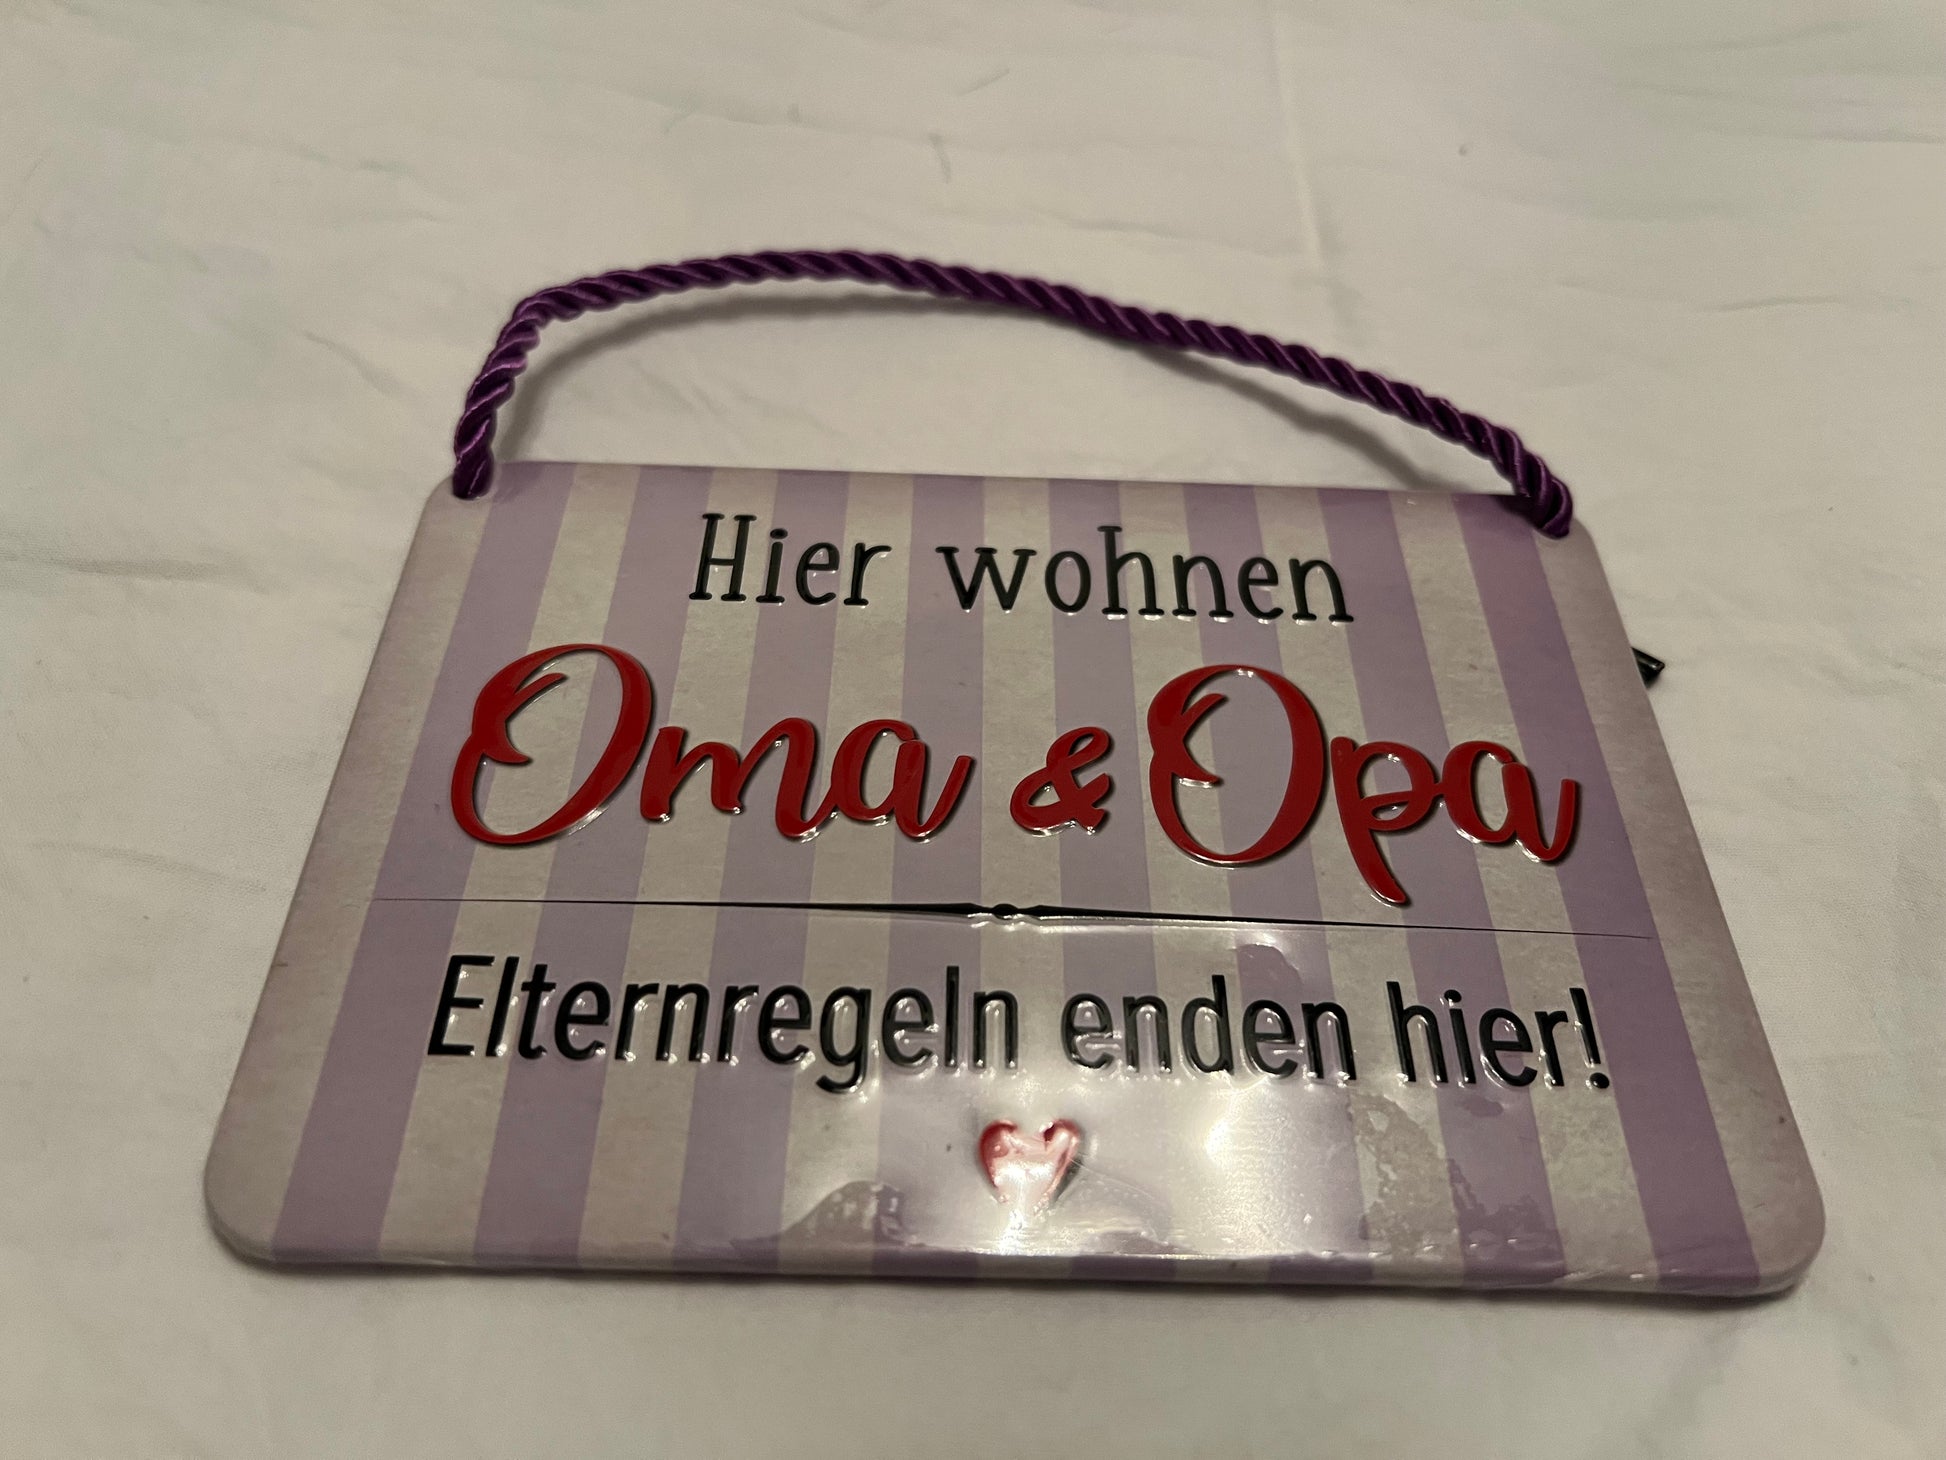 Hier wohnen
Oma & Opa
Elternregeln enden hier!